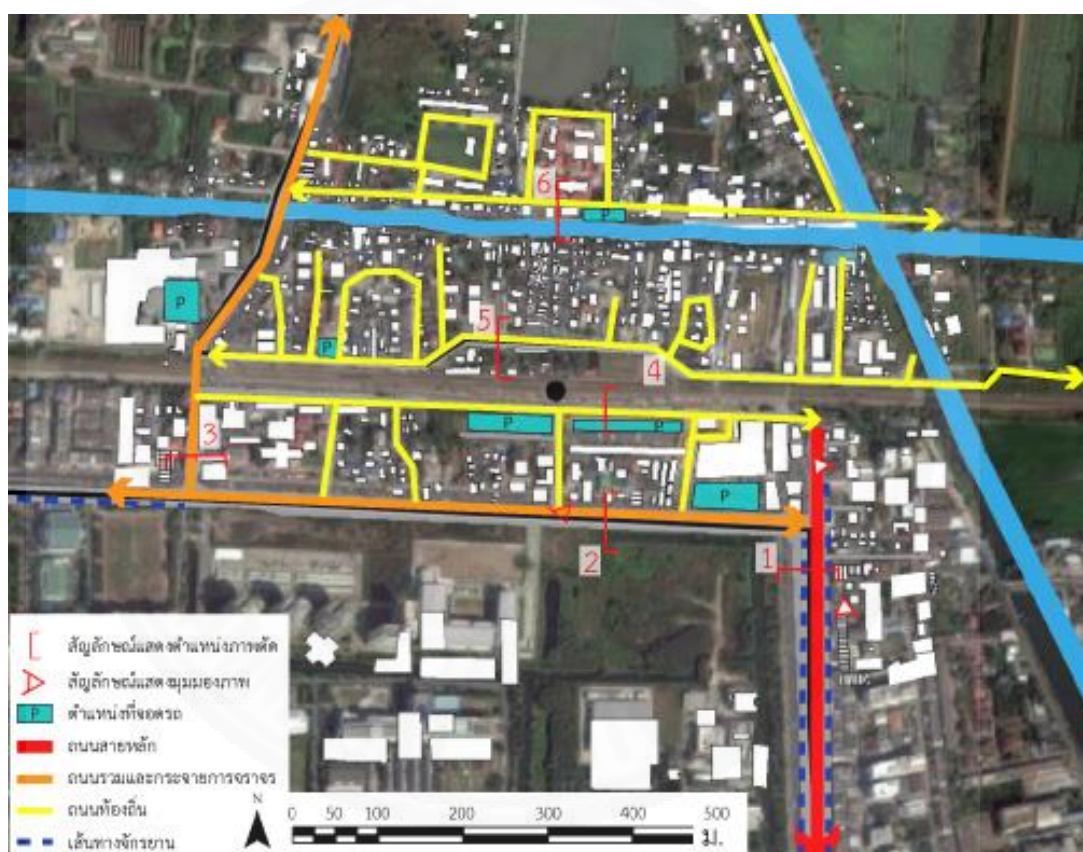 6
P
P
5
P
4
P
P
3
P
2
1
สัญลักษณ์แสดงตำแหน่งการตัด
สัญลักษณ์แสดงมุมมองภาพ
P ตำแหน่งที่จอดรถ
ถนนสายหลัก
ถนนรวมและกระจายการจราจร
ถนนท้องถิ่น
เส้นทางจักรยาน
N
0 50 100 200 300 400 500
ม.